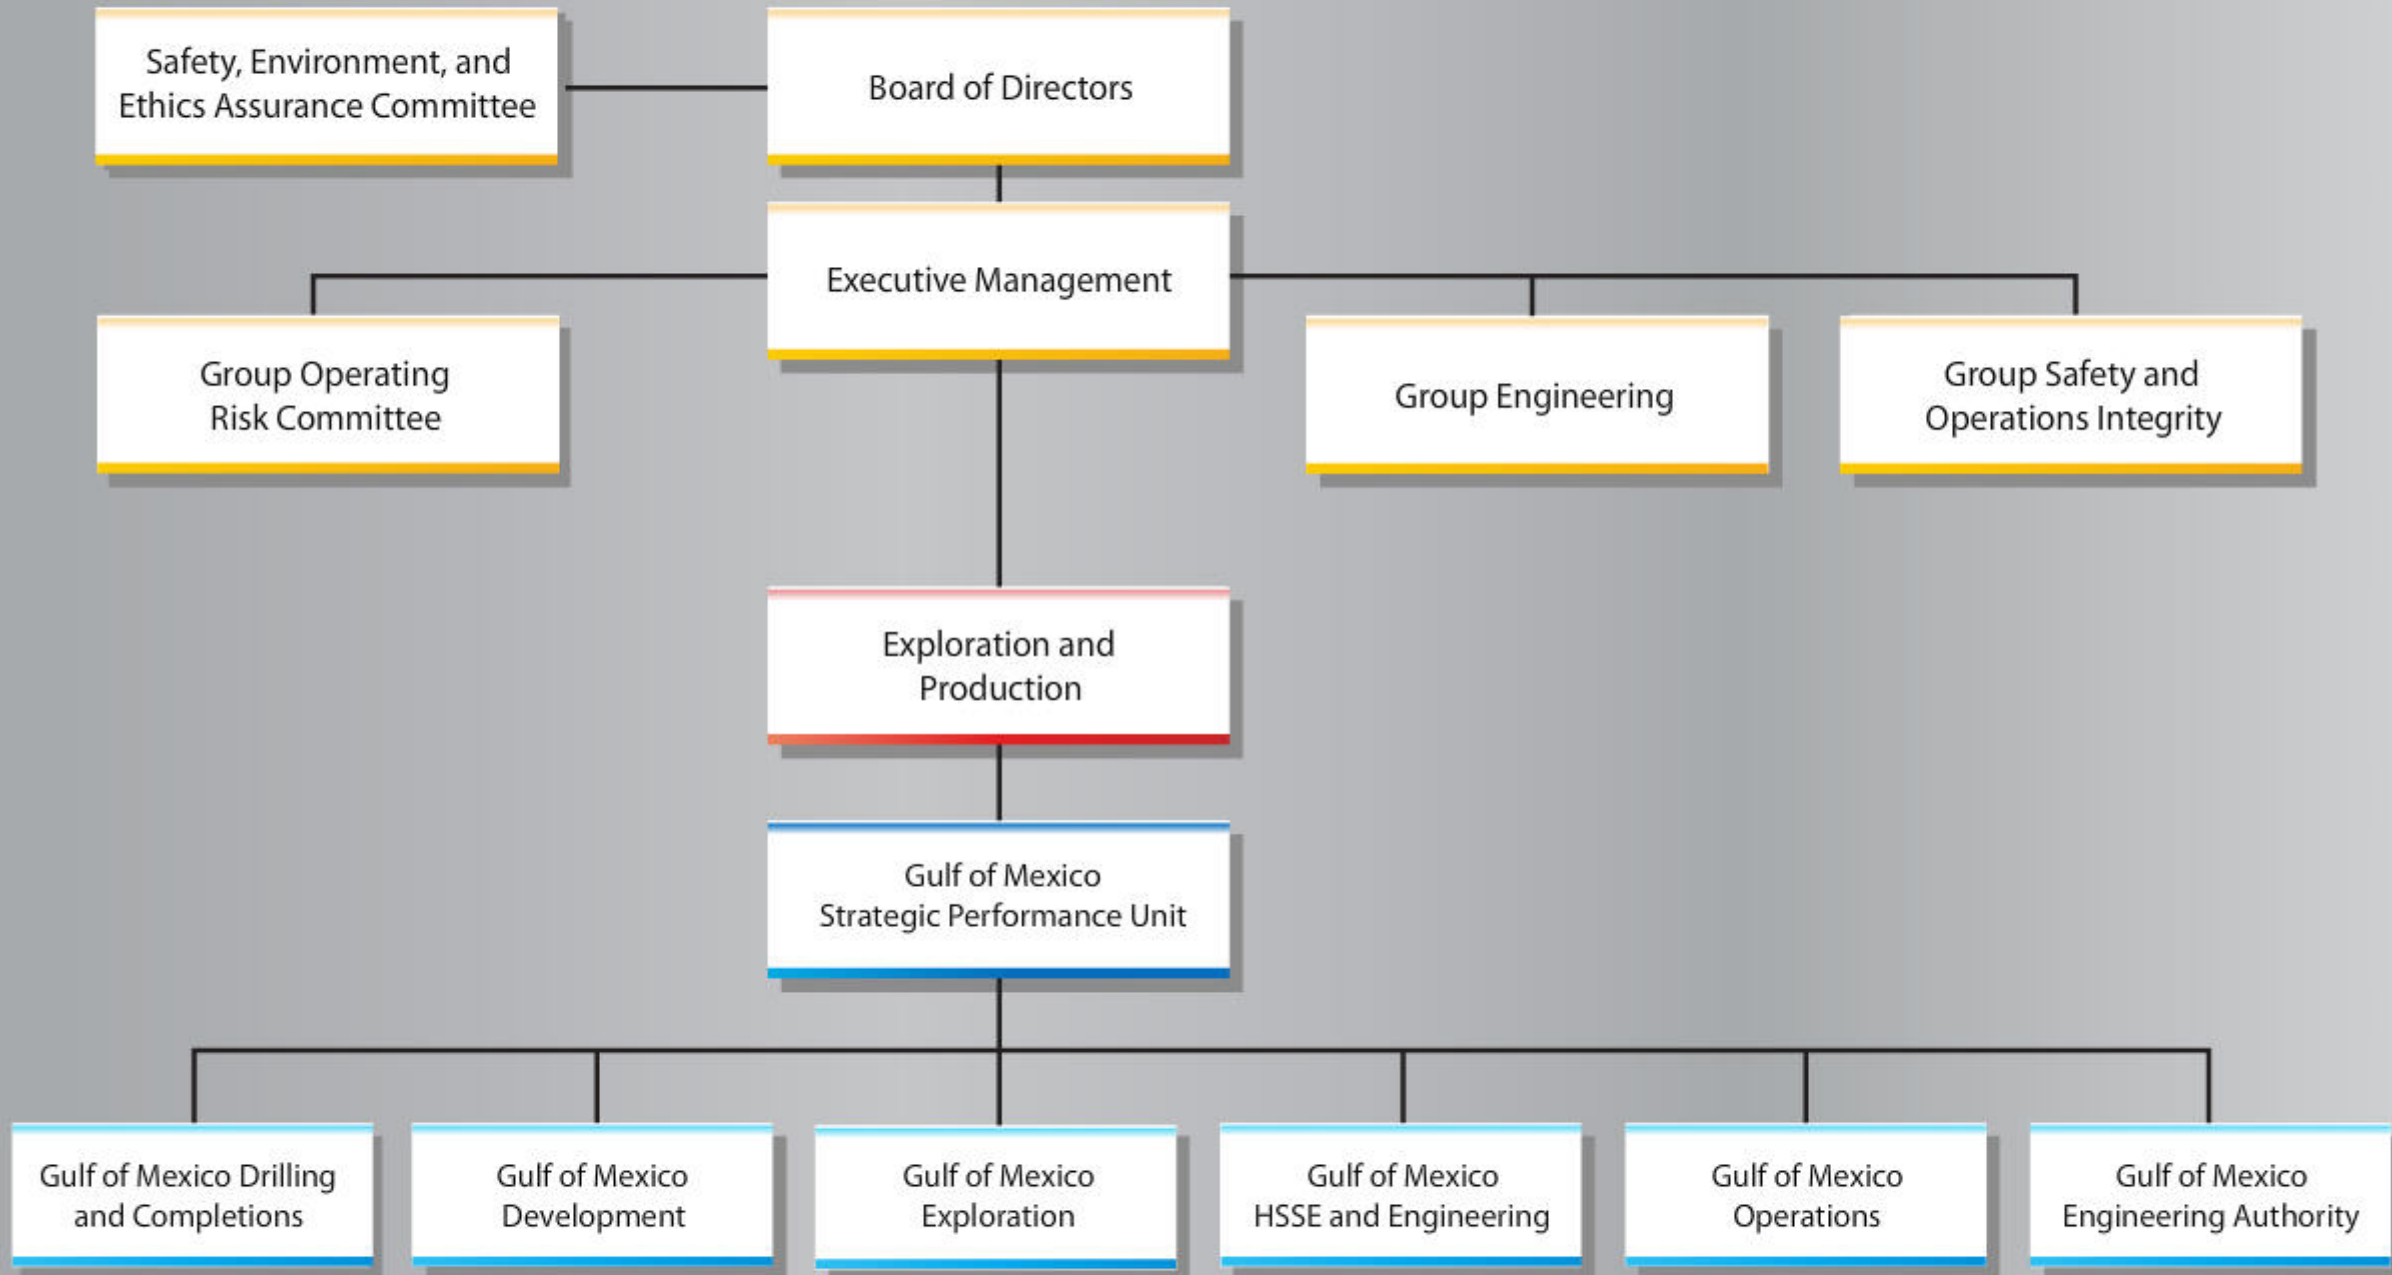 Safety, Environment, and
Ethics Assurance Committee
Board of Directors
Executive Management
Group Operating
Risk Committee
Group Engineering
Group Safety and
Operations Integrity
Exploration and
Production
Gulf of Mexico
Strategic Performance Unit
Gulf of Mexico Drilling
and Completions
Gulf of Mexico
Development
Gulf of Mexico
Exploration
Gulf of Mexico
HSSE and Engineering
Gulf of Mexico
Operations
Gulf of Mexico
Engineering Authority